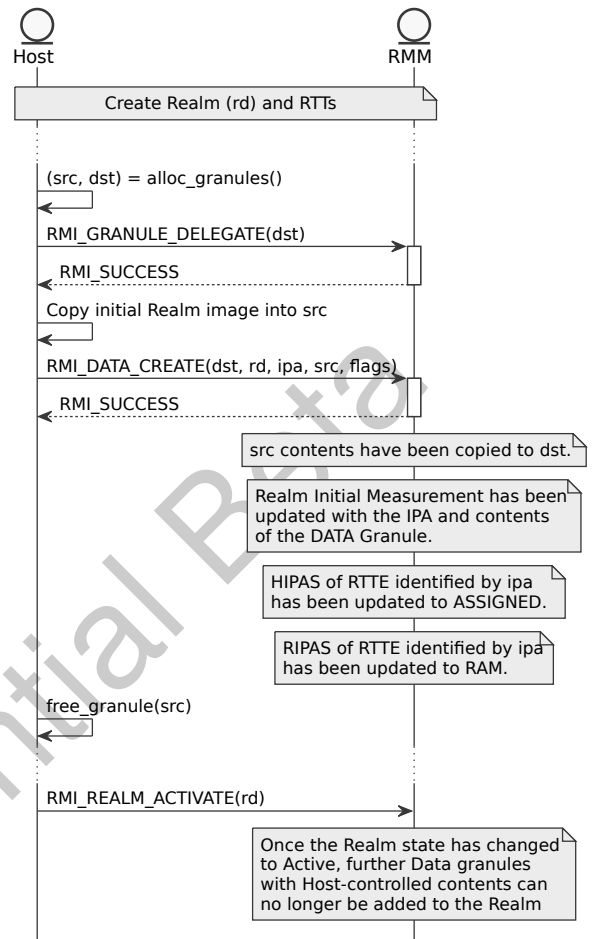 Host
RMM
Create Realm (rd) and RTTs
(src, dst) = alloc_granules()
RMI_GRANULE_DELEGATE(dst)
RMI_SUCCESS
Copy initial Realm image into src
RMI_DATA_CREATE(dst, rd, ipa, src, flags)
RMI_SUCCESS
src contents have been copied to dst.
Realm Initial Measurement has been
updated with the IPA and contents
of the DATA Granule.
HIPAS of RTTE identified by ipa
has been updated to ASSIGNED.
RIPAS of RTTE identified by ipa
has been updated to RAM.
free_granule(src)
RMI_REALM_ACTIVATE(rd)
Once the Realm state has changed
to Active, further Data granules
with Host-controlled contents can
no longer be added to the Realm
ntial Beta